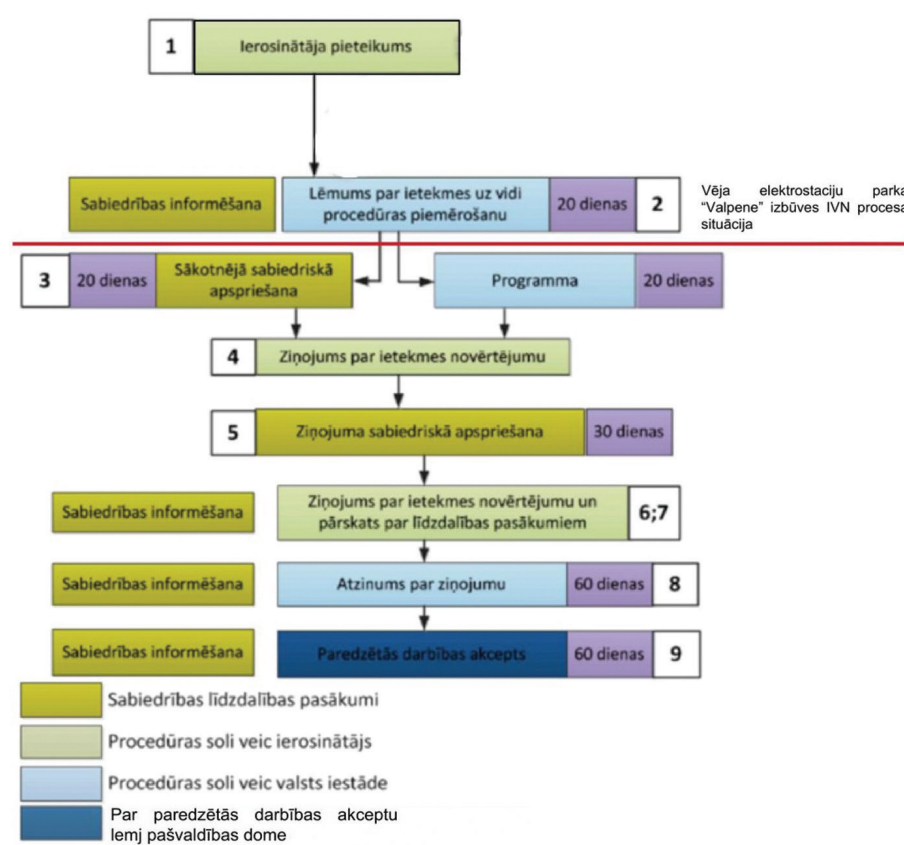 1
Ierosinātāja pieteikums
Sabiedrības informēšana
Lēmums par ietekmes uz vidi
procedūras piemērošanu
20 dienas
2
Vēja elektrostaciju parka
“Valpene” izbūves IVN procesa
situācija
3
20 dienas
Sākotnējā sabiedriskā
apspriešana
Programma
20 dienas
4
Ziņojums par ietekmes novērtējumu
5
Ziņojuma sabiedriskā apspriešana
30 dienas
Sabiedrības informēšana
Ziņojums par ietekmes novērtējumu un
pārskats par līdzdalības pasākumiem
6;7
Sabiedrības informēšana
Atzinums par ziņojumu
60 dienas
8
Sabiedrības informēšana
Paredzētās darbības akcepts
60 dienas
9
Sabiedrības līdzdalības pasākumi
Procedūras soli veic ierosinātājs
Procedūras soli veic valsts iestāde
Par paredzētās darbības akceptu
lemj pašvaldības dome